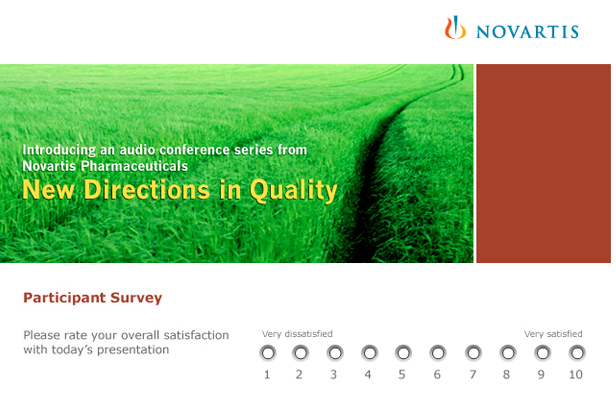 NOVARTIS
Introducing an audio conference series from
Novartis Pharmaceuticals
New Directions in Quality
Participant Survey
Please rate your overall satisfaction
with today’s presentation
Very dissatisfied
Very satisfied
1 2 3 4 5 6 7 8 9 10